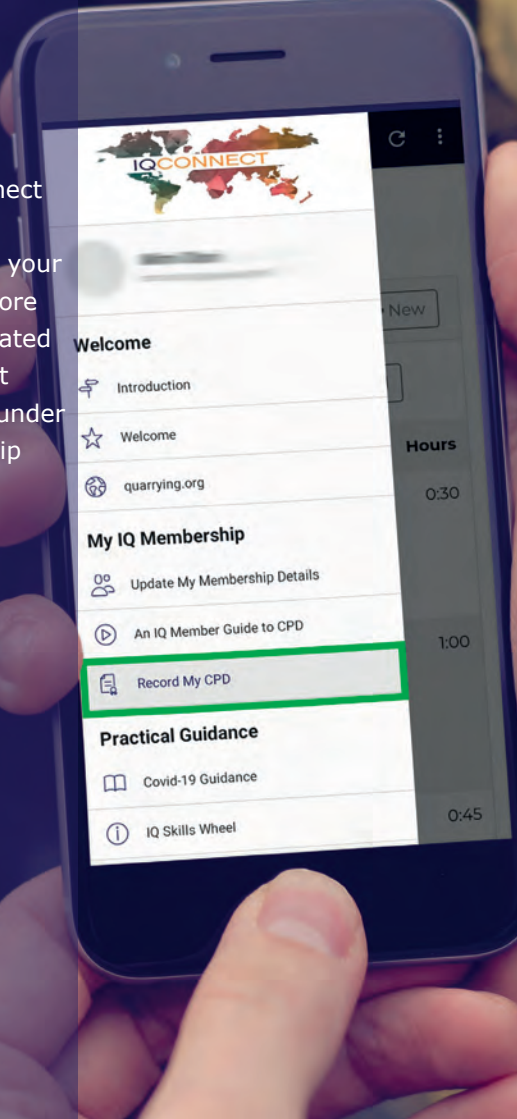 nect
your
ore
ated
t
under
ip
IQCONNECT
New
Welcome
Introduction
Welcome
quarrying.org
Hours
0:30
My IQ Membership
Update My Membership Details
An IQ Member Guide to CPD
1:00
Record My CPD
Practical Guidance
Covid-19 Guidance
IQ Skills Wheel
0:45